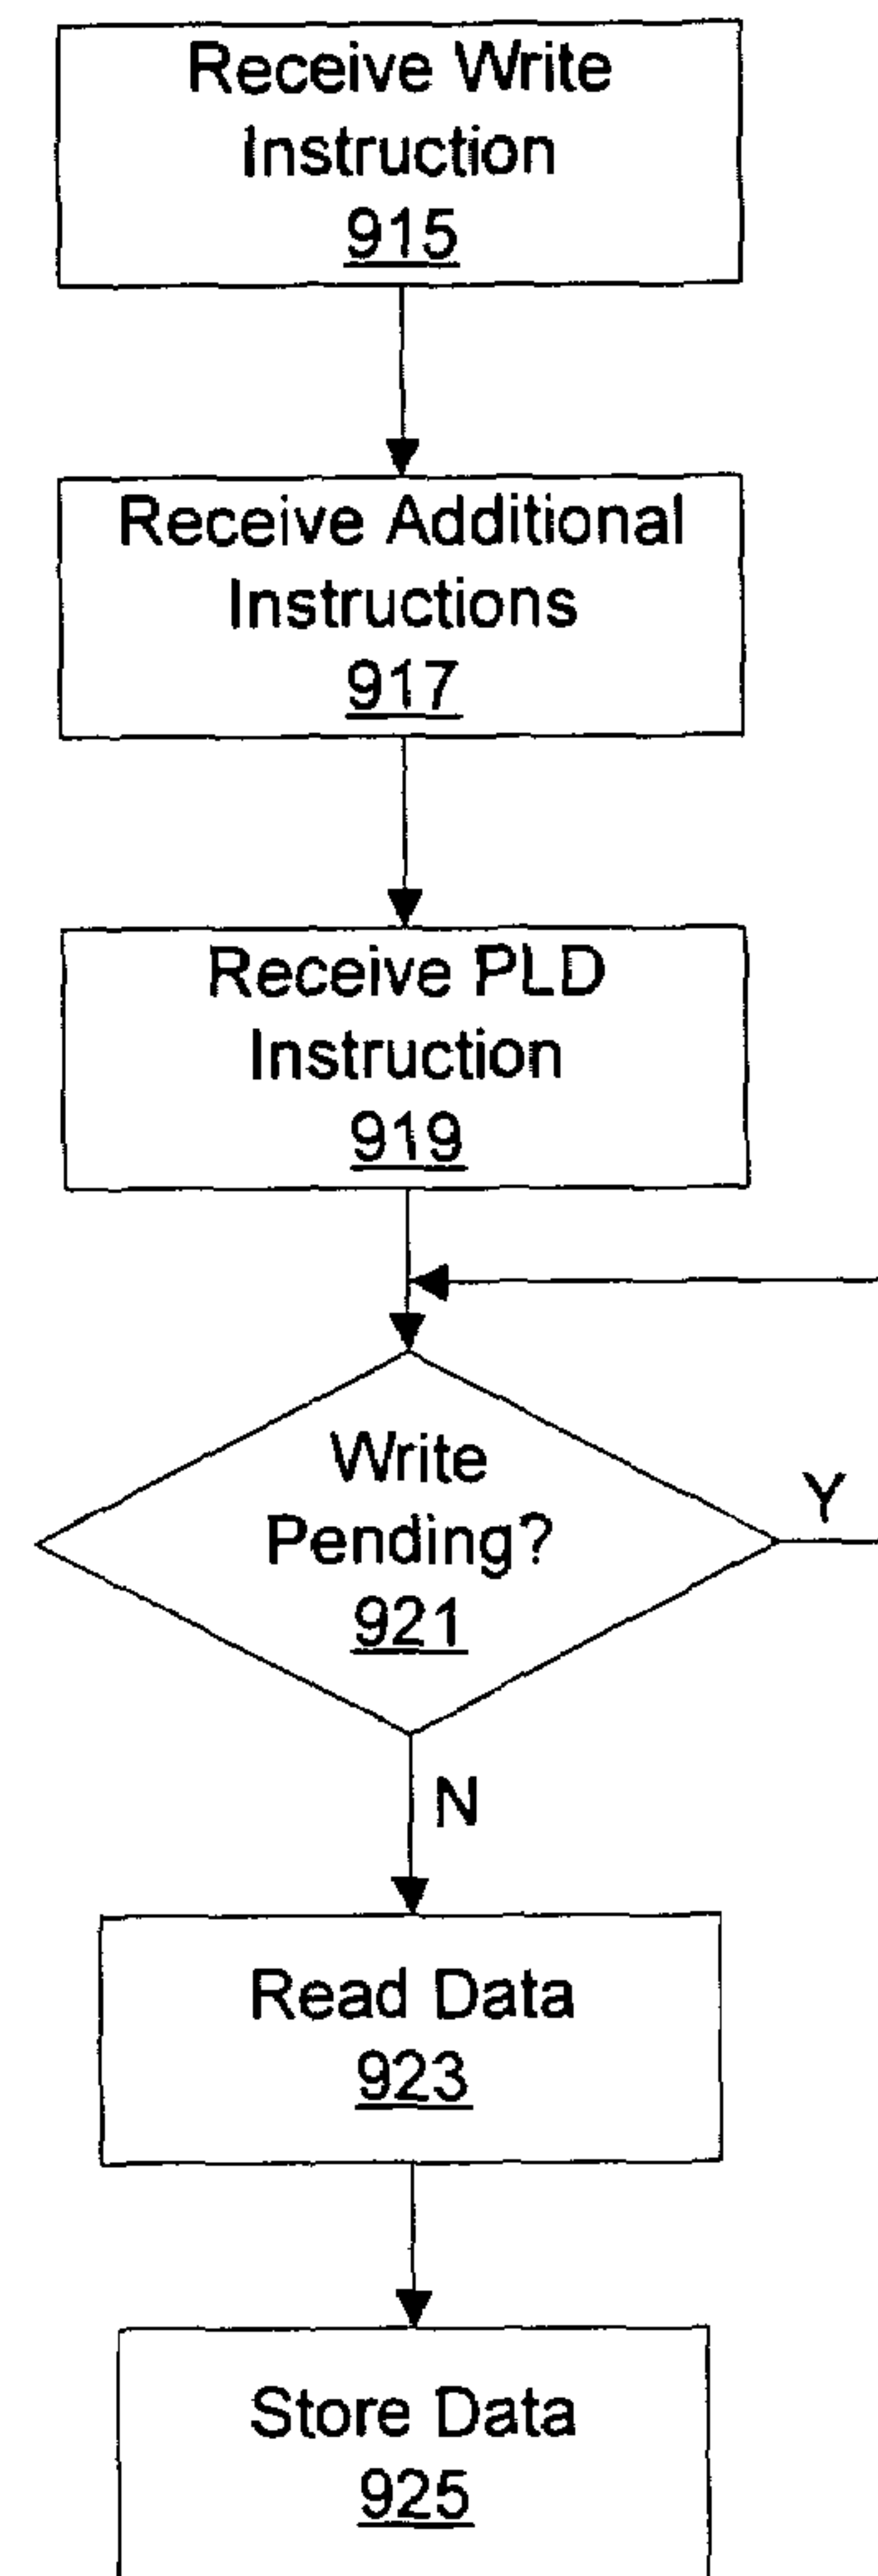 Receive Write
Instruction
915
Receive Additional
Instructions
917
Receive PLD
Instruction
919
Write
Pending?
921
Y
N
Read Data
923
Store Data
925